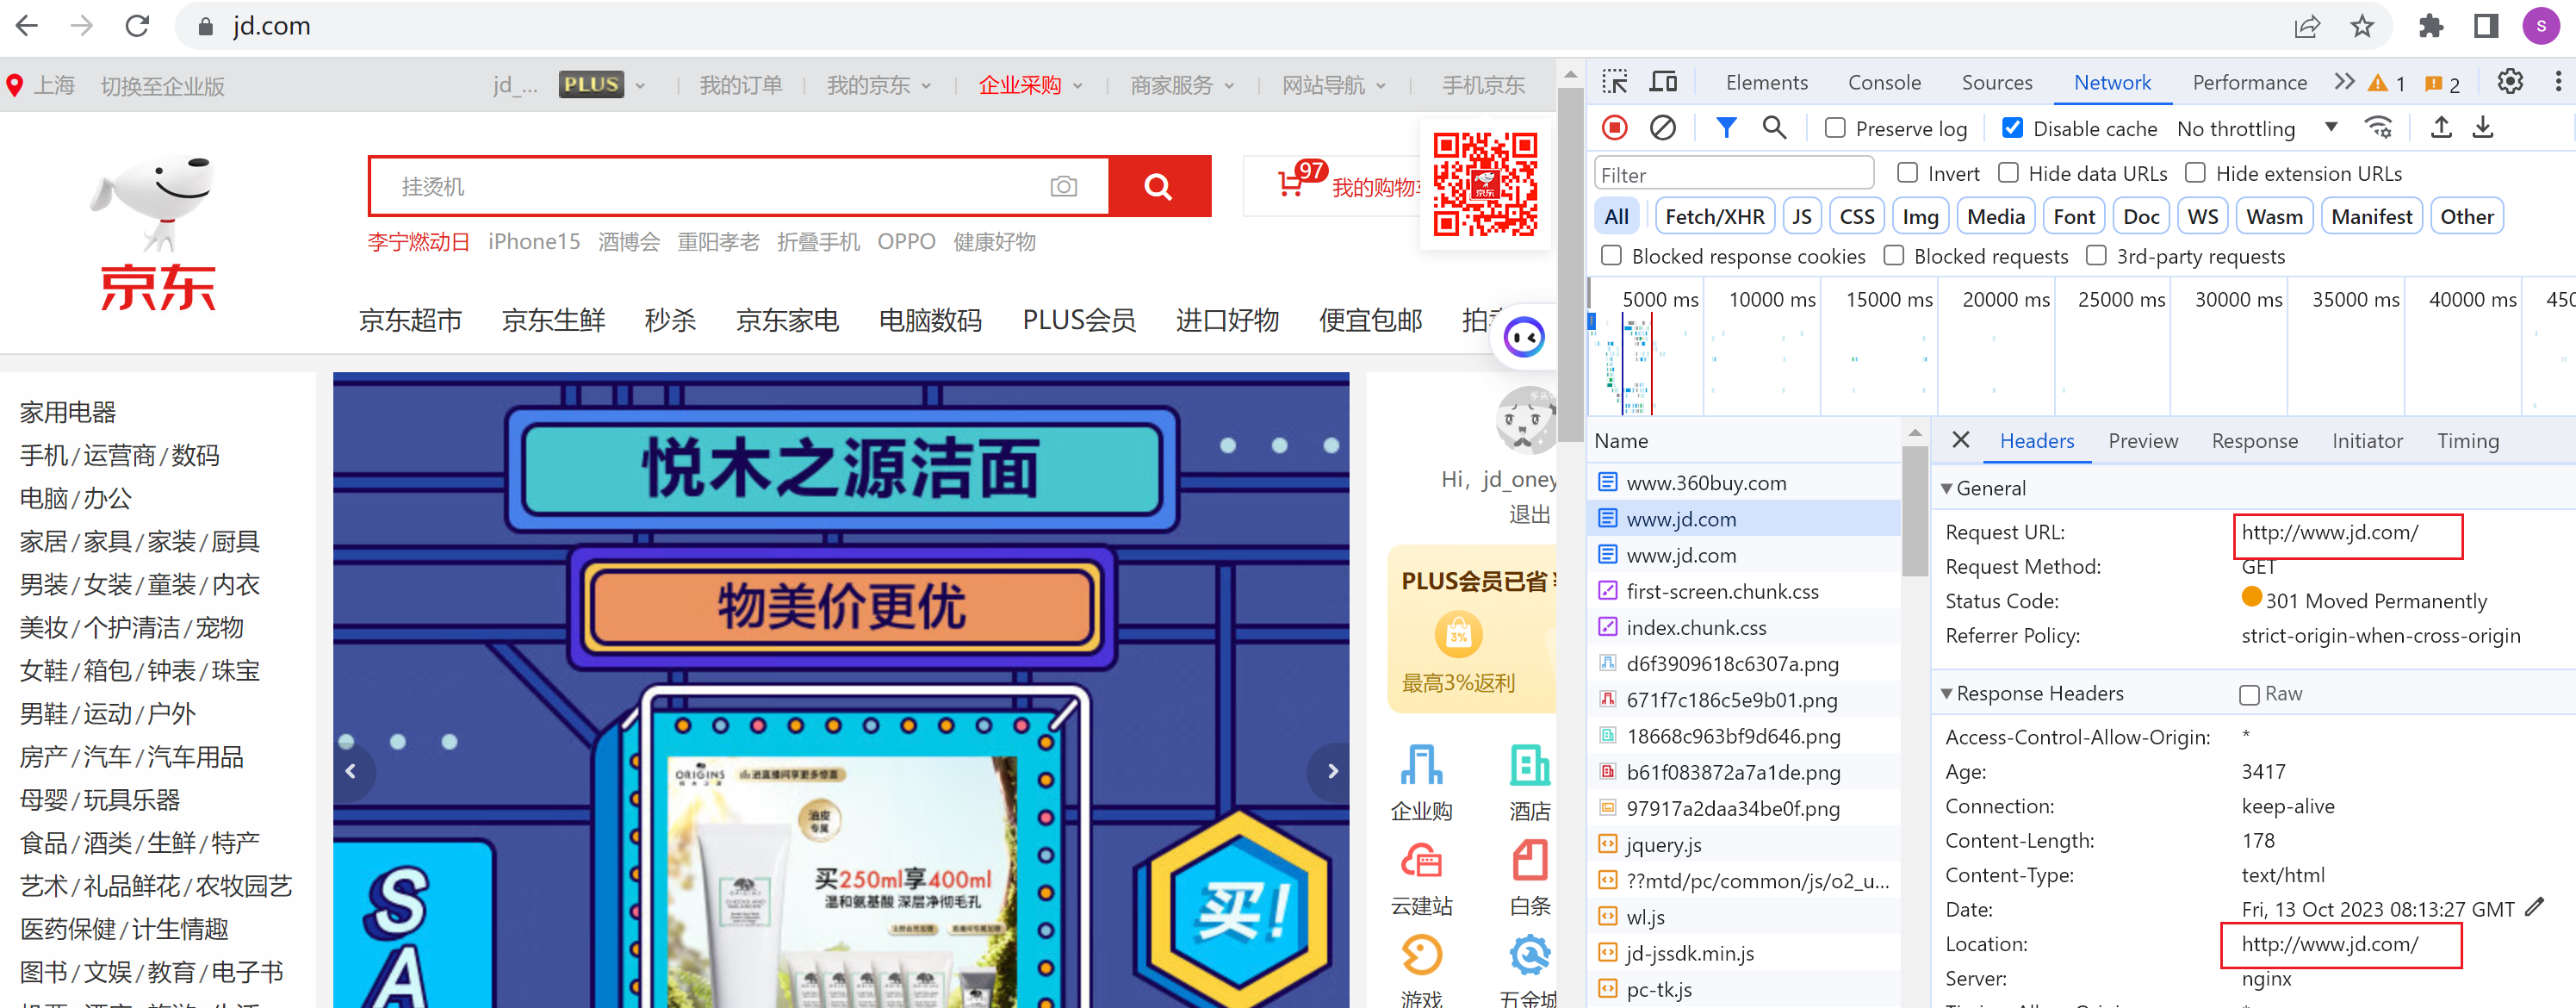 jd.com
S
上海 切换至企业版 jd_... PLUS 我的订单 我的京东 企业采购 商家服务 网站导航 手机京东
挂烫机
97 我的购物车
京东
李宁燃动日 iPhone15 酒博会 重阳孝老 折叠手机 OPPO 健康好物
京东
京东超市 京东生鲜 秒杀 京东家电 电脑数码 PLUS会员 进口好物 便宜包邮
家用电器
手机/运营商/数码
电脑/办公
家居/家具/家装/厨具
男装/女装/童装/内衣
美妆/个护清洁/宠物
女鞋/箱包/钟表/珠宝
男鞋/运动/户外
房产/汽车/汽车用品
母婴/玩具乐器
食品/酒类/生鲜/特产
艺术/礼品鲜花/农牧园艺
医药保健/计生情趣
图书/文娱/教育/电子书
悦木之源洁面
物美价更优
ORIGINS
油皮
专属
买250ml享400ml
温和氨基酸 深层净彻毛孔
SA
买!
Hi, jd_oney
退出
PLUS会员已省
3%
最高3%返利
企业购 酒店
云建站 白条
游戏 五金城
Elements Console Sources Network Performance 1 2
Preserve log Disable cache No throttling
Filter Invert Hide data URLs Hide extension URLs
All Fetch/XHR JS CSS Img Media Font Doc WS Wasm Manifest Other
Blocked response cookies Blocked requests 3rd-party requests
5000 ms 10000 ms 15000 ms 20000 ms 25000 ms 30000 ms 35000 ms 40000 ms 450
Name
www.360buy.com
www.jd.com
www.jd.com
first-screen.chunk.css
index.chunk.css
d6f3909618c6307a.png
671f7c186c5e9b01.png
18668c963bf9d646.png
b61f083872a7a1de.png
97917a2daa34be0f.png
jquery.js
??mtd/pc/common/js/o2_u...
wl.js
jd-jssdk.min.js
pc-tk.js
Headers Preview Response Initiator Timing
General
Request URL: http://www.jd.com/
Request Method: GET
Status Code: 301 Moved Permanently
Referrer Policy: strict-origin-when-cross-origin
Response Headers Raw
Access-Control-Allow-Origin: *
Age: 3417
Connection: keep-alive
Content-Length: 178
Content-Type: text/html
Date: Fri, 13 Oct 2023 08:13:27 GMT
Location: http://www.jd.com/
Server: nginx